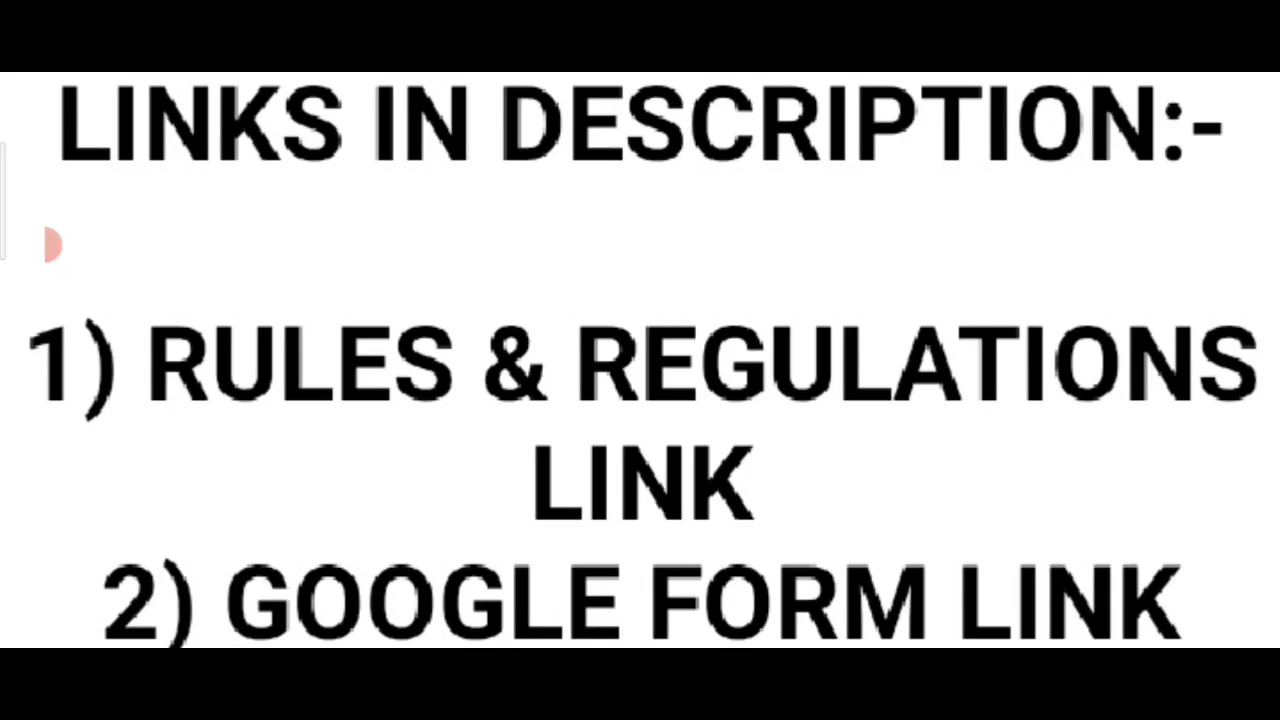 LINKS IN DESCRIPTION:-
1) RULES & REGULATIONS
LINK
2) GOOGLE FORM LINK